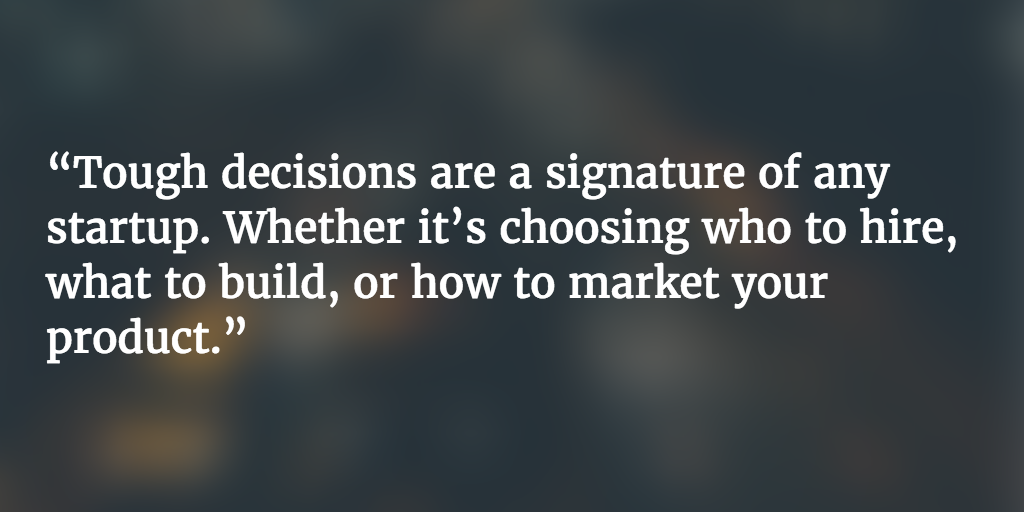 “Tough decisions are a signature of any
startup. Whether it’s choosing who to hire,
what to build, or how to market your
product.”